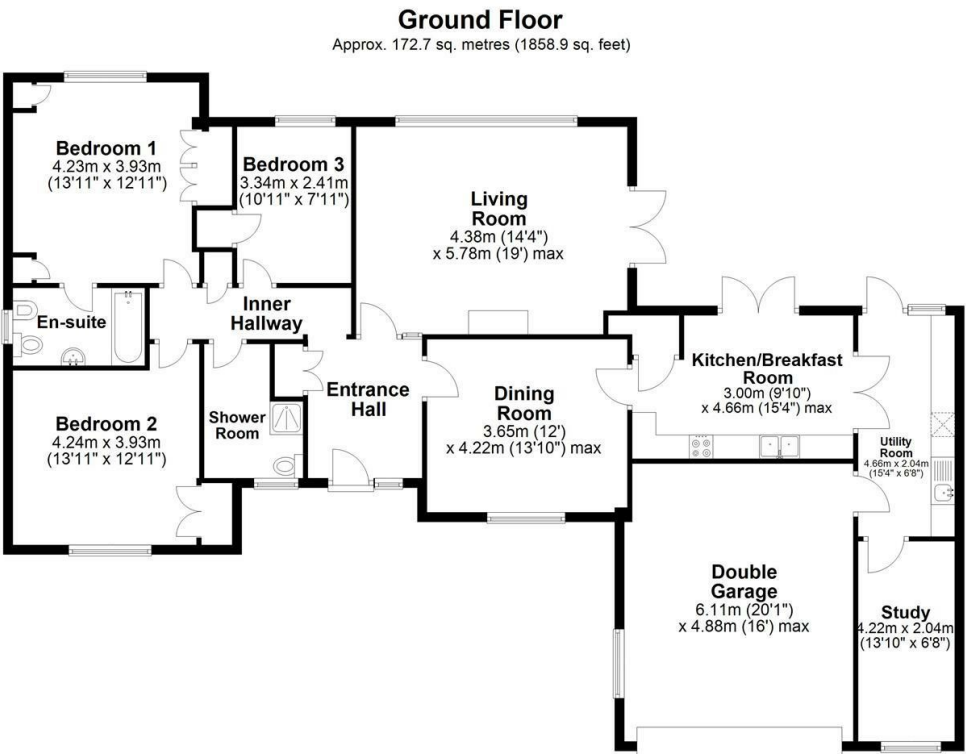 Ground Floor
Approx. 172.7 sq. metres (1858.9 sq. feet)
Bedroom 1
4.23m x 3.93m
(13'11" x 12'11")
Bedroom 3
3.34m x 2.41m
(10'11" x 7'11")
Living
Room
4.38m (14'4")
x 5.78m (19') max
En-suite
Inner
Hallway
Kitchen/Breakfast
Room
3.00m (9'10")
x 4.66m (15'4") max
Entrance
Hall
Dining
Room
3.65m (12')
x 4.22m (13'10") max
Bedroom 2
4.24m x 3.93m
(13'11" x 12'11")
Shower
Room
Utility
Room
4.66m x 2.04m
(15'4" x 6'8")
Double
Garage
6.11m (20'1")
x 4.88m (16') max
Study
4.22m x 2.04m
(13'10" x 6'8")